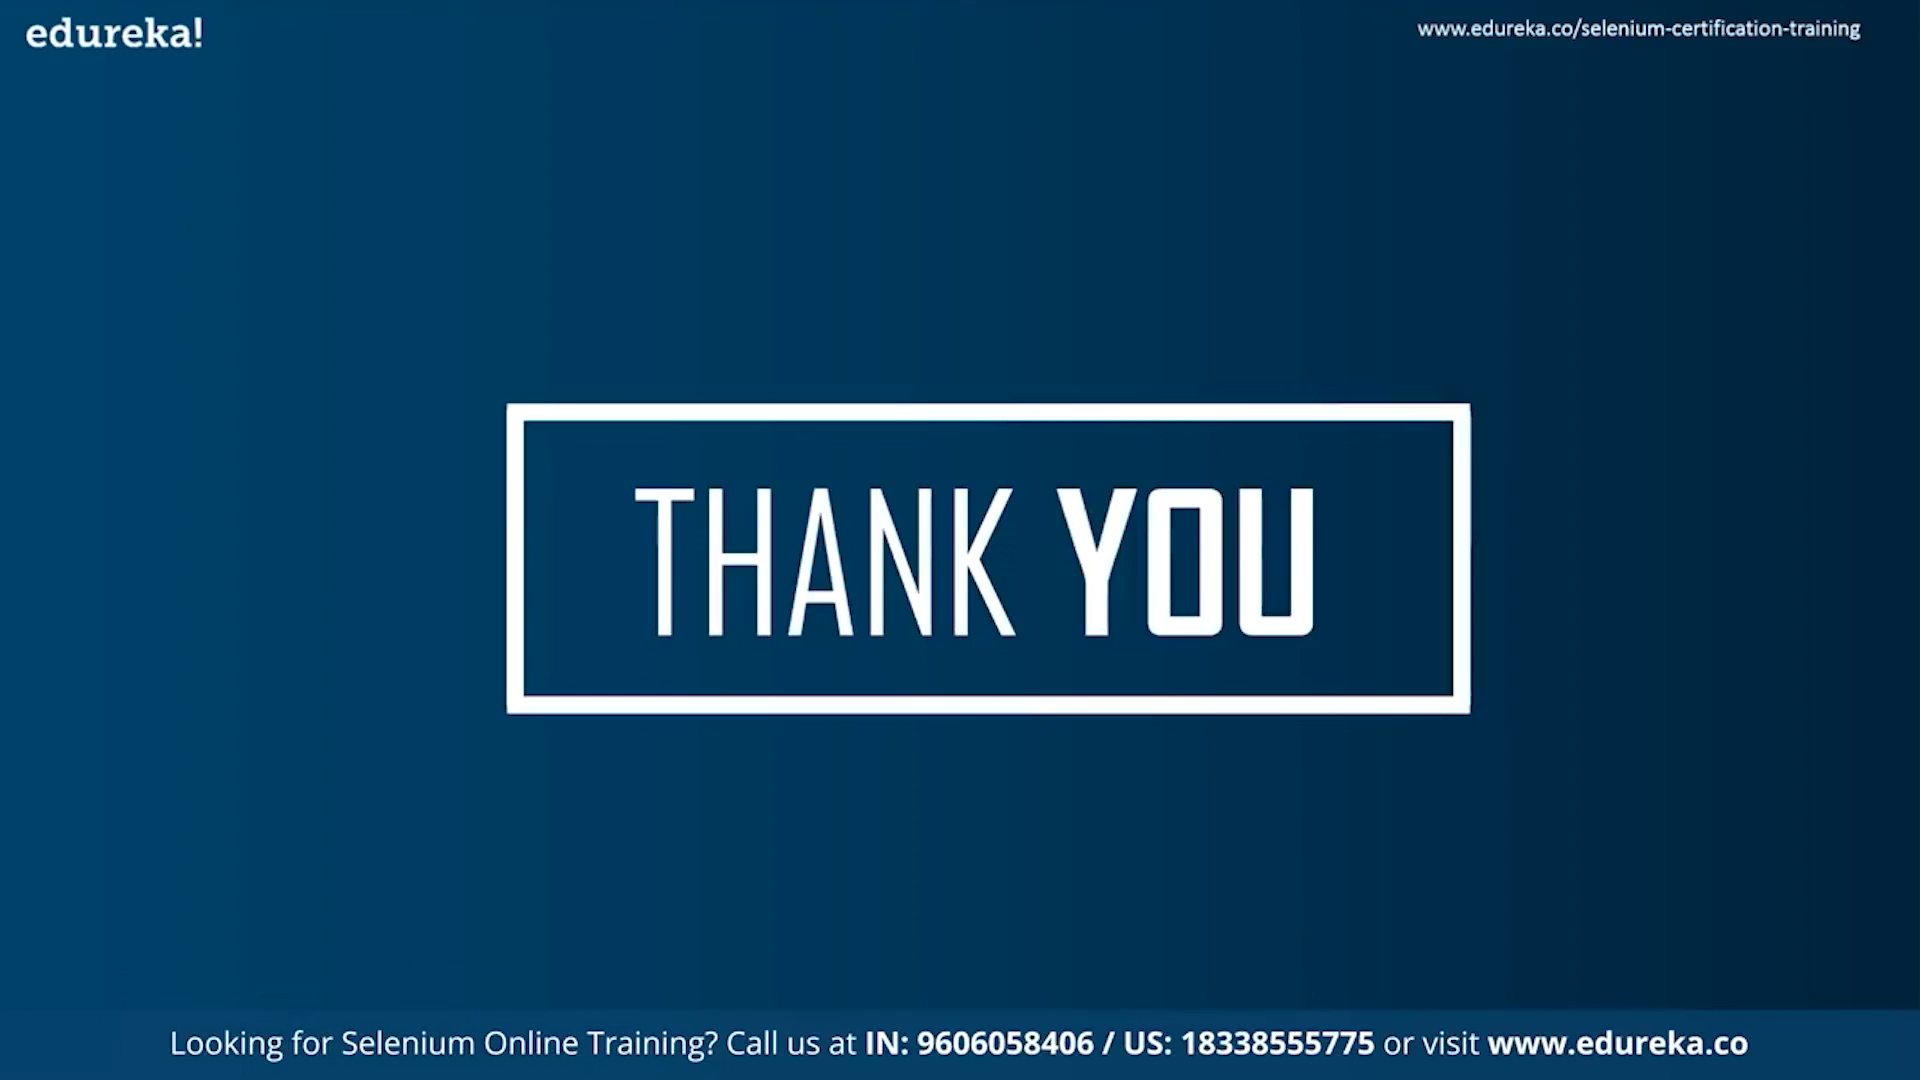 edureka!
www.edureka.co/selenium-certification-training
THANK YOU
Looking for Selenium Online Training? Call us at IN: 9606058406 / US: 18338555775 or visit www.edureka.co